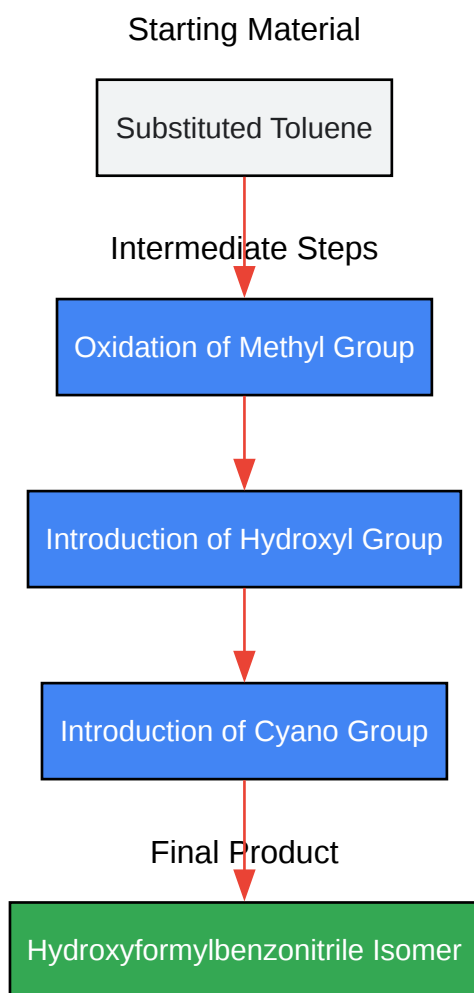 Starting Material
Substituted Toluene
Intermediate Steps
Oxidation of Methyl Group
Introduction of Hydroxyl Group
Introduction of Cyano Group
Final Product
Hydroxyformylbenzonitrile Isomer